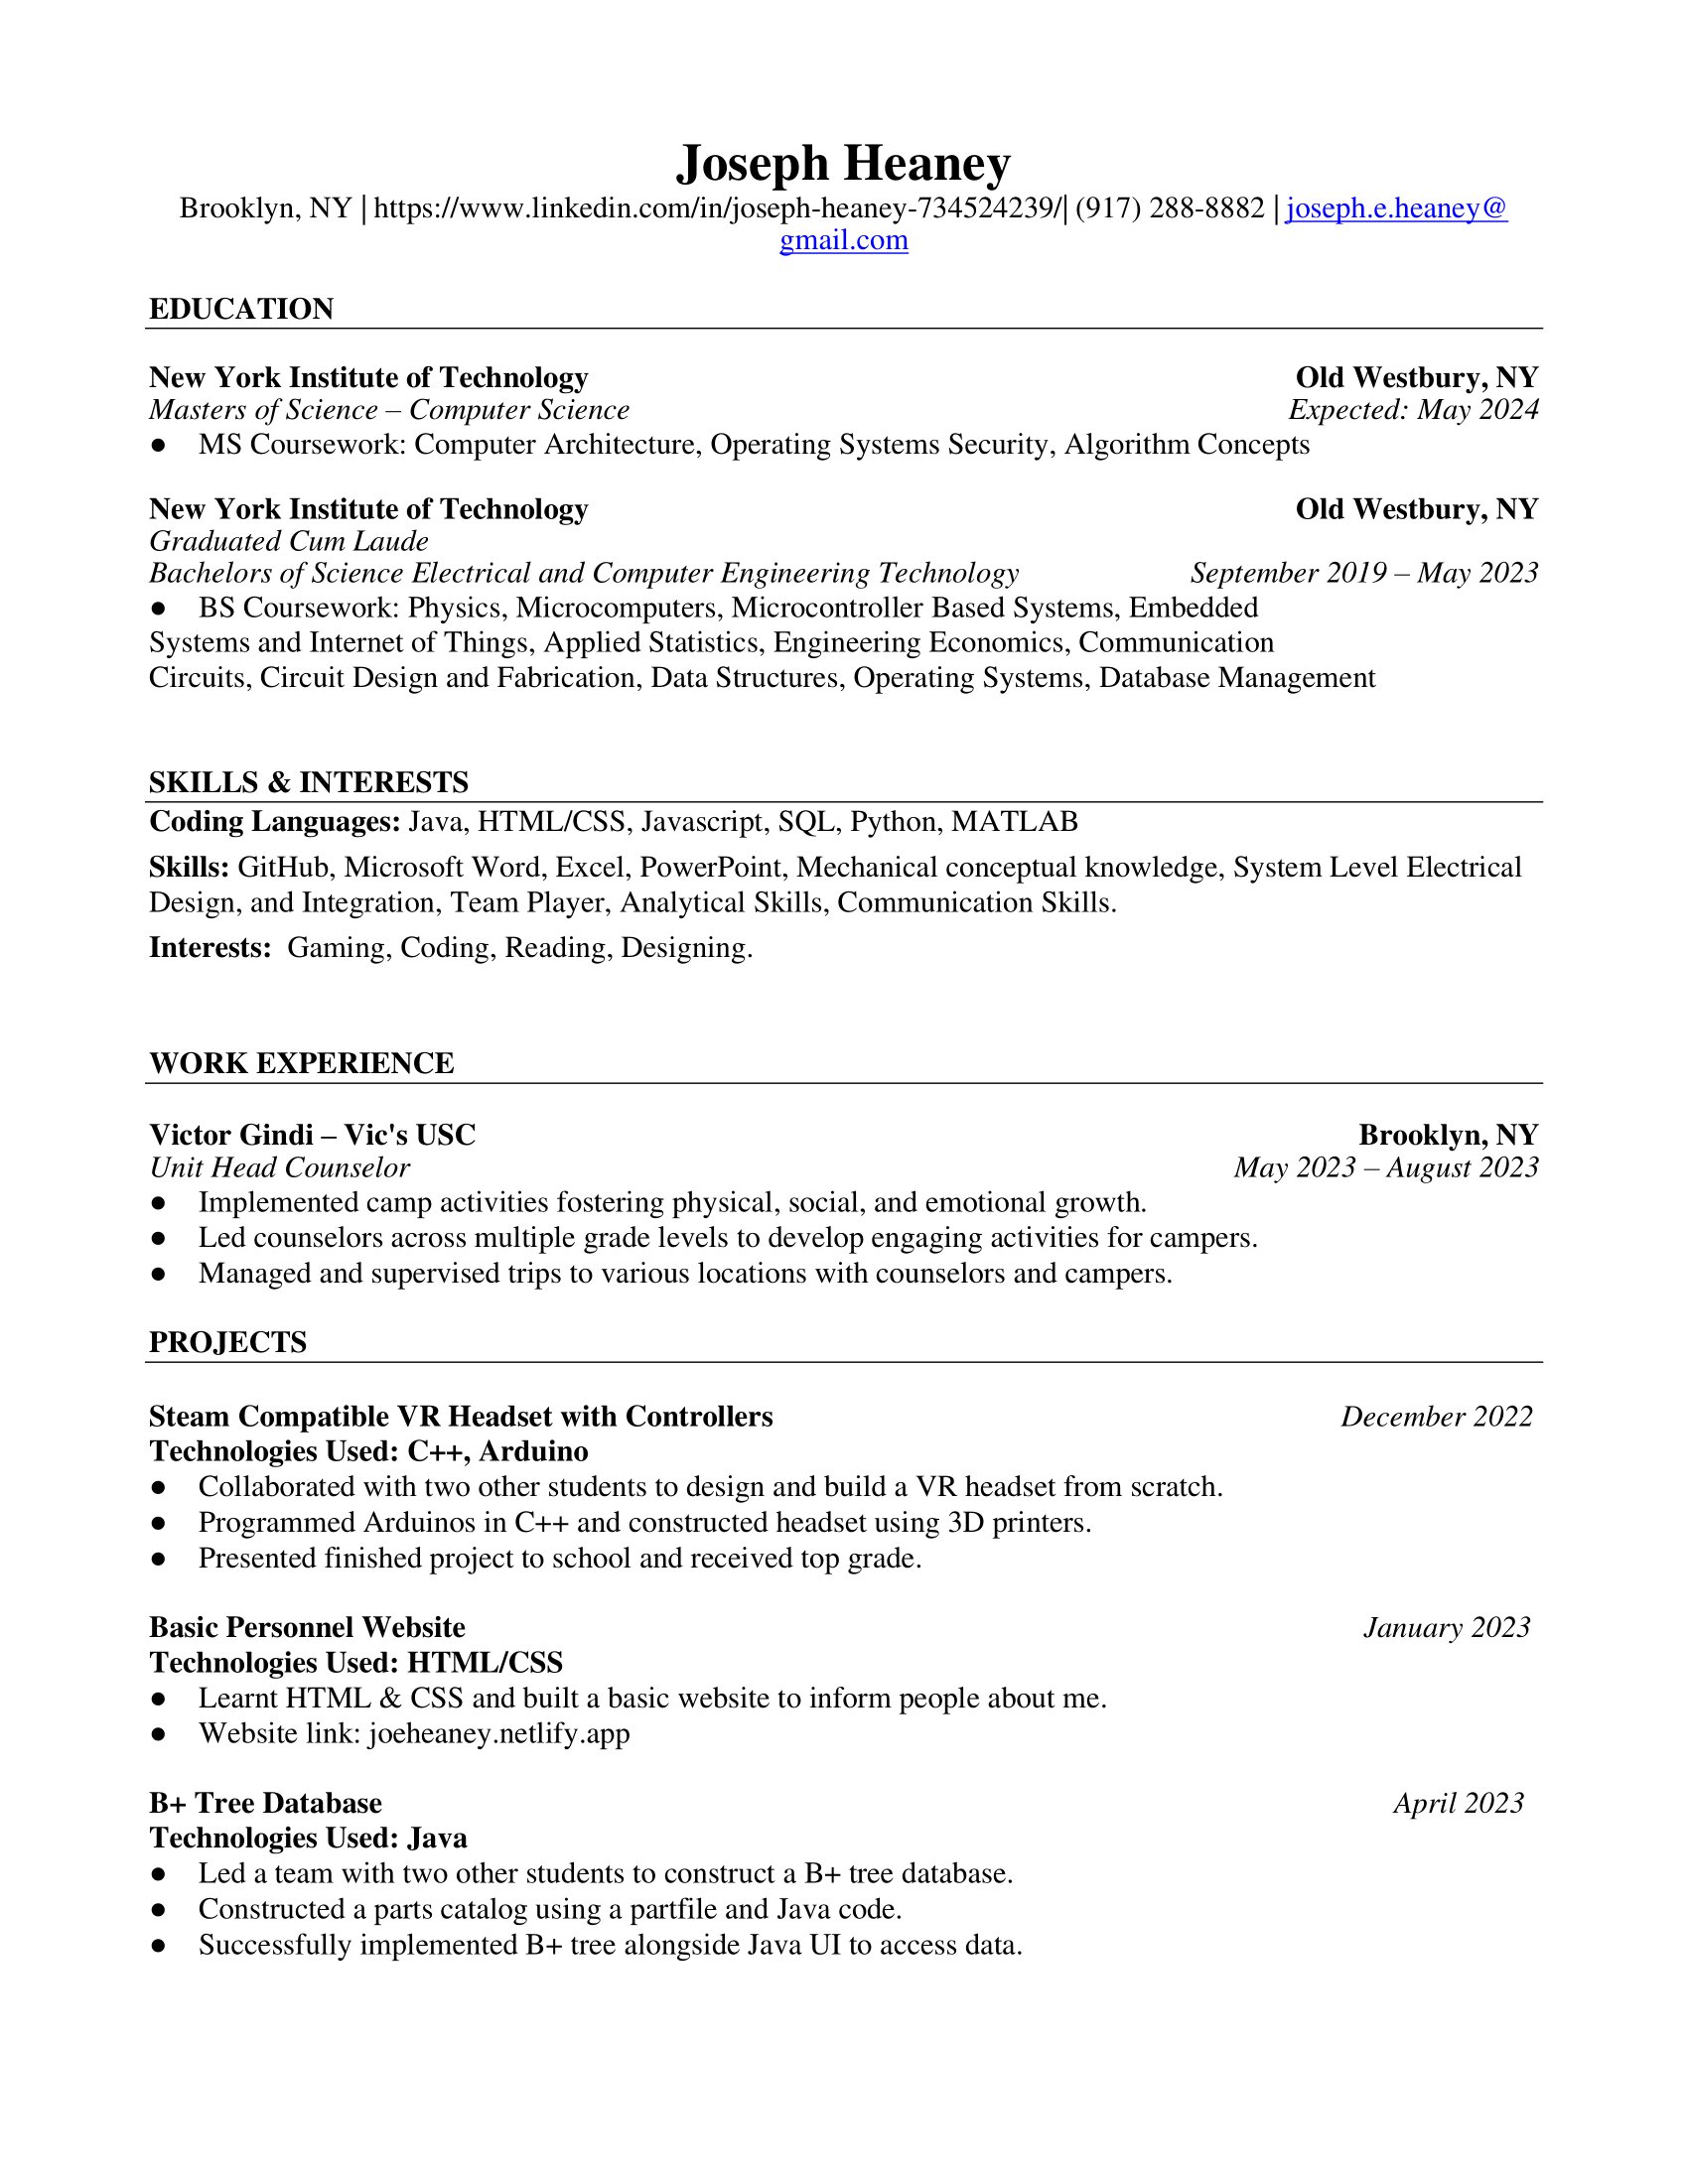 Joseph Heaney
Brooklyn, NY | https://www.linkedin.com/in/joseph-heaney-734524239/| (917) 288-8882 | joseph.e.heaney@
gmail.com
EDUCATION
New York Institute of Technology Old Westbury, NY
Masters of Science – Computer Science Expected: May 2024
● MS Coursework: Computer Architecture, Operating Systems Security, Algorithm Concepts
New York Institute of Technology Old Westbury, NY
Graduated Cum Laude
Bachelors of Science Electrical and Computer Engineering Technology September 2019 – May 2023
● BS Coursework: Physics, Microcomputers, Microcontroller Based Systems, Embedded
Systems and Internet of Things, Applied Statistics, Engineering Economics, Communication
Circuits, Circuit Design and Fabrication, Data Structures, Operating Systems, Database Management
SKILLS & INTERESTS
Coding Languages: Java, HTML/CSS, Javascript, SQL, Python, MATLAB
Skills: GitHub, Microsoft Word, Excel, PowerPoint, Mechanical conceptual knowledge, System Level Electrical
Design, and Integration, Team Player, Analytical Skills, Communication Skills.
Interests: Gaming, Coding, Reading, Designing.
WORK EXPERIENCE
Victor Gindi – Vic's USC Brooklyn, NY
Unit Head Counselor May 2023 – August 2023
● Implemented camp activities fostering physical, social, and emotional growth.
● Led counselors across multiple grade levels to develop engaging activities for campers.
● Managed and supervised trips to various locations with counselors and campers.
PROJECTS
Steam Compatible VR Headset with Controllers December 2022
Technologies Used: C++, Arduino
● Collaborated with two other students to design and build a VR headset from scratch.
● Programmed Arduinos in C++ and constructed headset using 3D printers.
● Presented finished project to school and received top grade.
Basic Personnel Website January 2023
Technologies Used: HTML/CSS
● Learnt HTML & CSS and built a basic website to inform people about me.
● Website link: joeheaney.netlify.app
B+ Tree Database April 2023
Technologies Used: Java
● Led a team with two other students to construct a B+ tree database.
● Constructed a parts catalog using a partfile and Java code.
● Successfully implemented B+ tree alongside Java UI to access data.